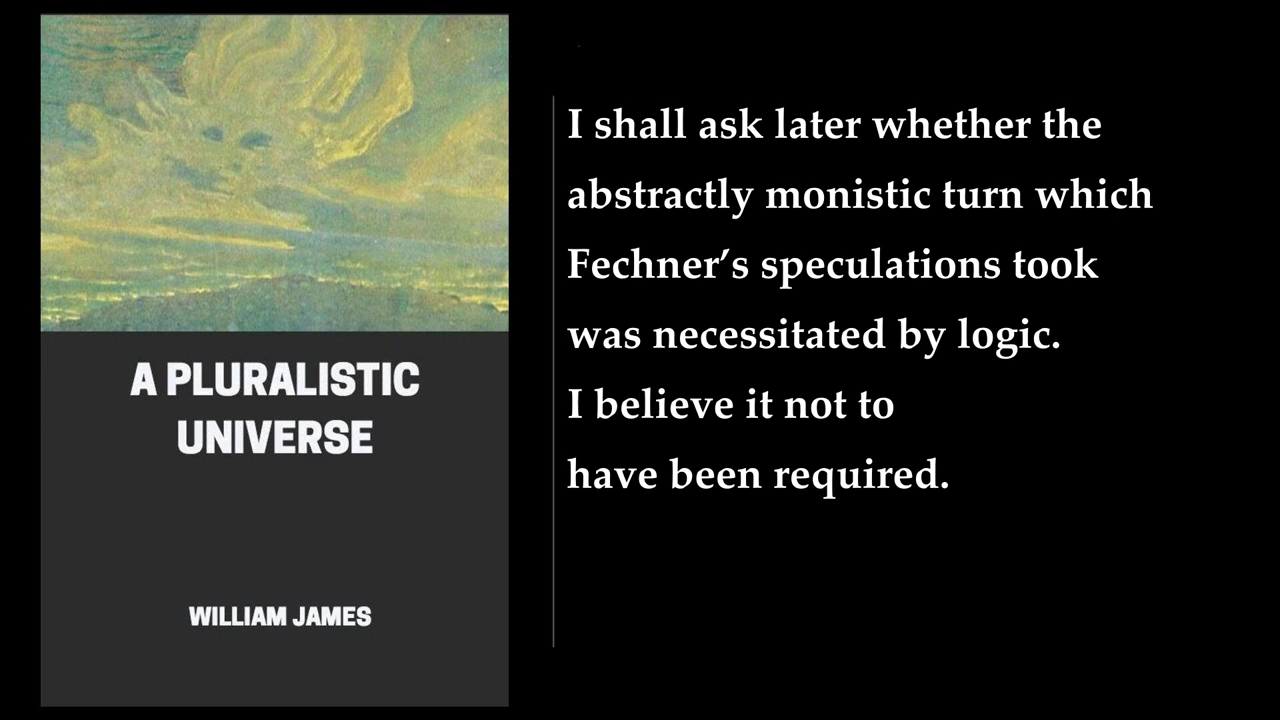 A PLURALISTIC
UNIVERSE
WILLIAM JAMES
I shall ask later whether the
abstractly monistic turn which
Fechner’s speculations took
was necessitated by logic.
I believe it not to
have been required.